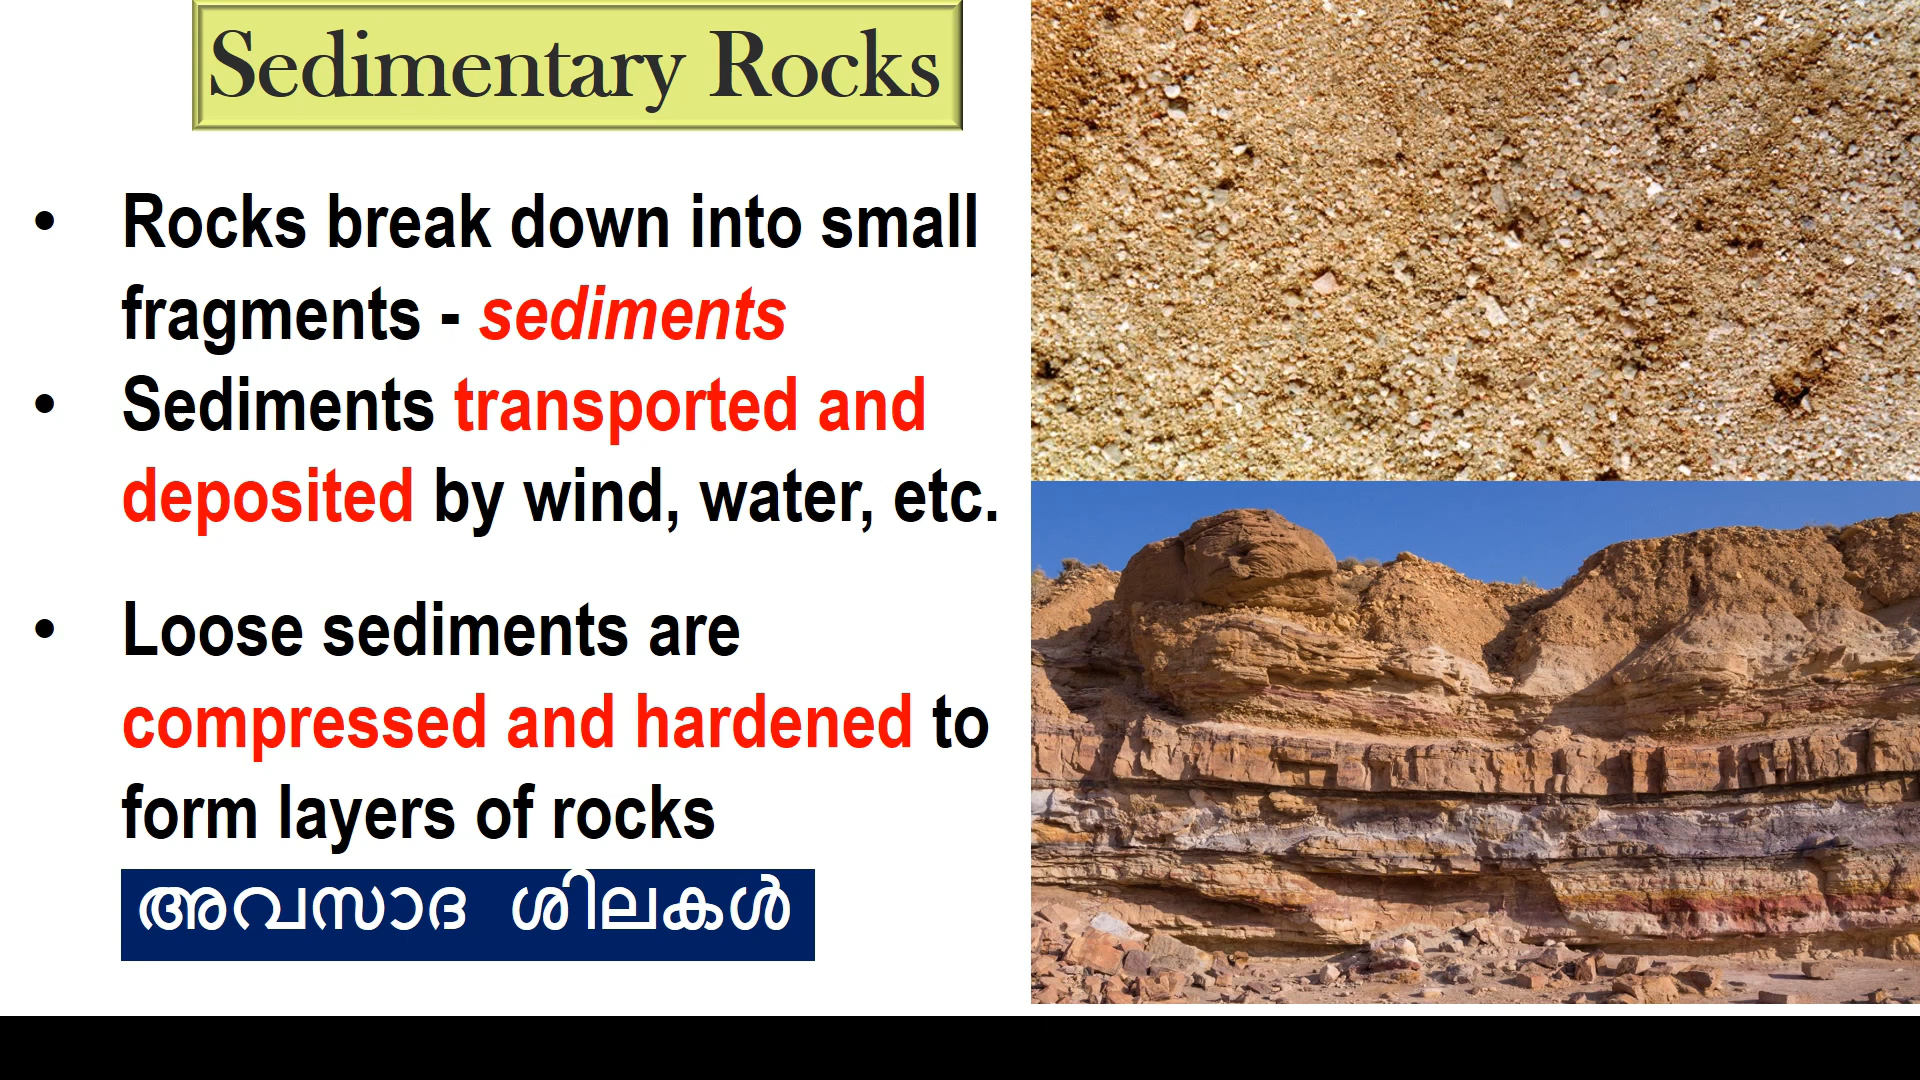 Sedimentary Rocks
• Rocks break down into small
fragments - sediments
• Sediments transported and
deposited by wind, water, etc.
• Loose sediments are
compressed and hardened to
form layers of rocks
അവസാദ ശിലകൾ